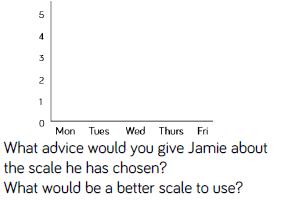 5
4
3
2
1
0
Mon Tues Wed Thurs Fri
What advice would you give Jamie about
the scale he has chosen?
What would be a better scale to use?